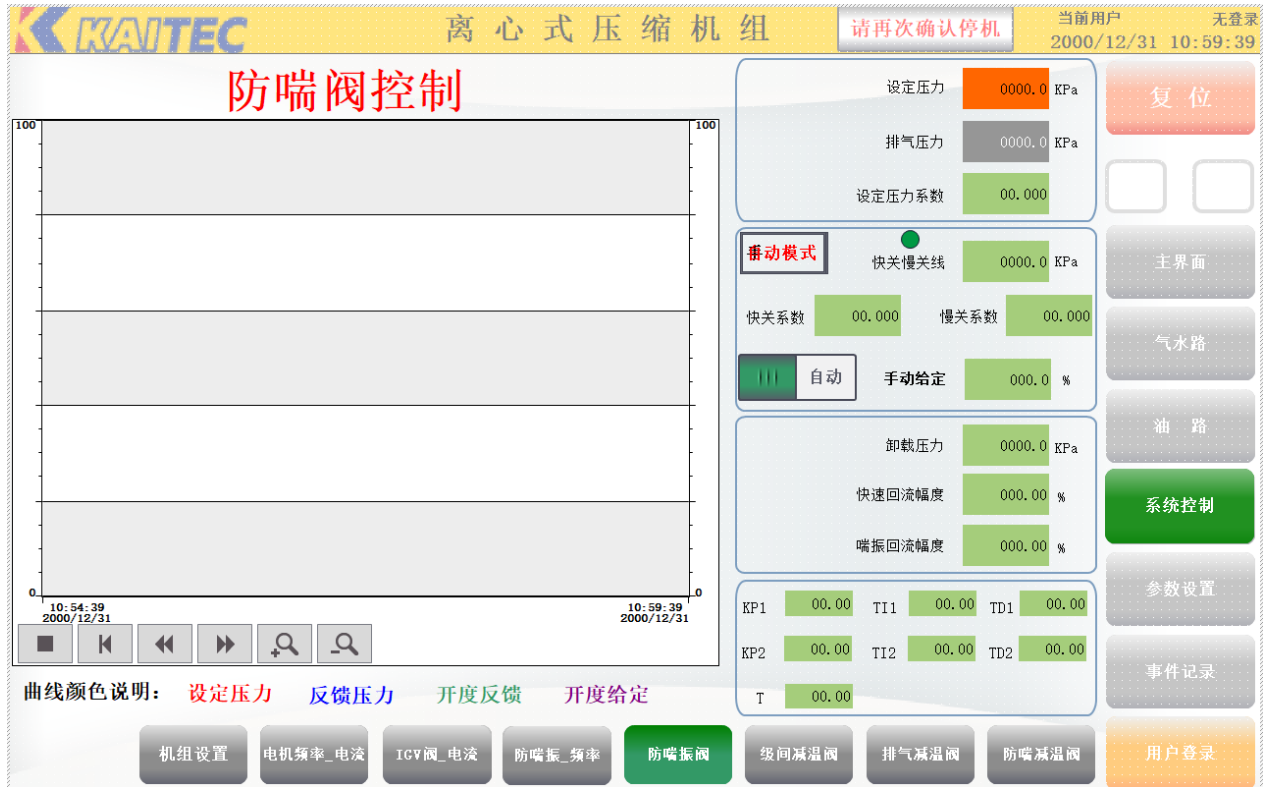 KAITEC
离心式压缩机组
请再次确认停机
当前用户 无登录
2000/12/31 10:59:39
防喘阀控制
100
100
0
0
10:54:39
2000/12/31
10:59:39
2000/12/31
曲线颜色说明： 设定压力 反馈压力 开度反馈 开度给定
设定压力 0000.0 KPa
排气压力 0000.0 KPa
设定压力系数 00.000
动模式
快关慢关线 0000.0 KPa
快关系数 00.000 慢关系数 00.000
自动 手动给定 000.0 %
卸载压力 0000.0 KPa
快速回流幅度 000.00 %
喘振回流幅度 000.00 %
KP1 00.00 TI1 00.00 TD1 00.00
KP2 00.00 TI2 00.00 TD2 00.00
T 00.00
复位
主界面
气水路
油路
系统控制
参数设置
事件记录
用户登录
机组设置 电机频率_电流 IGV阀_电流 防喘振_频率 防喘振阀 级间减温阀 排气减温阀 防喘减温阀